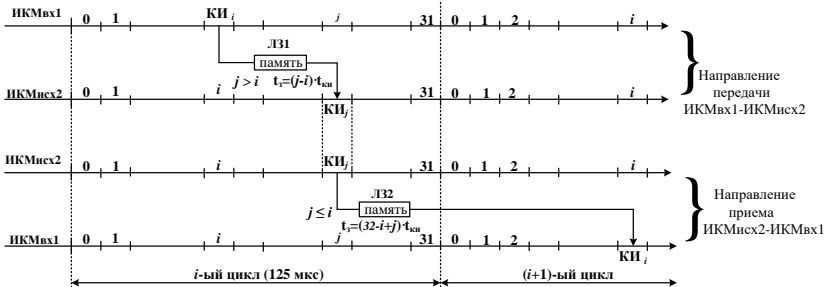 ИКМвх1 0 1 КИ i j 31 0 1 2 i
ЛЗ1
память
j > i tз=(j-i)·tки
ИКМисх2 0 1 i КИj 31 0 1 2 i
Направление
передачи
ИКМвх1-ИКМисх2
ИКМисх2 0 1 i КИj 31 0 1 2 i
ЛЗ2
j ≤ i память
tз=(32-i+j)·tки
Направление
приема
ИКМисх2-ИКМвх1
ИКМвх1 0 1 i j 31 0 1 2 КИ i
i-ый цикл (125 мкс) (i+1)-ый цикл